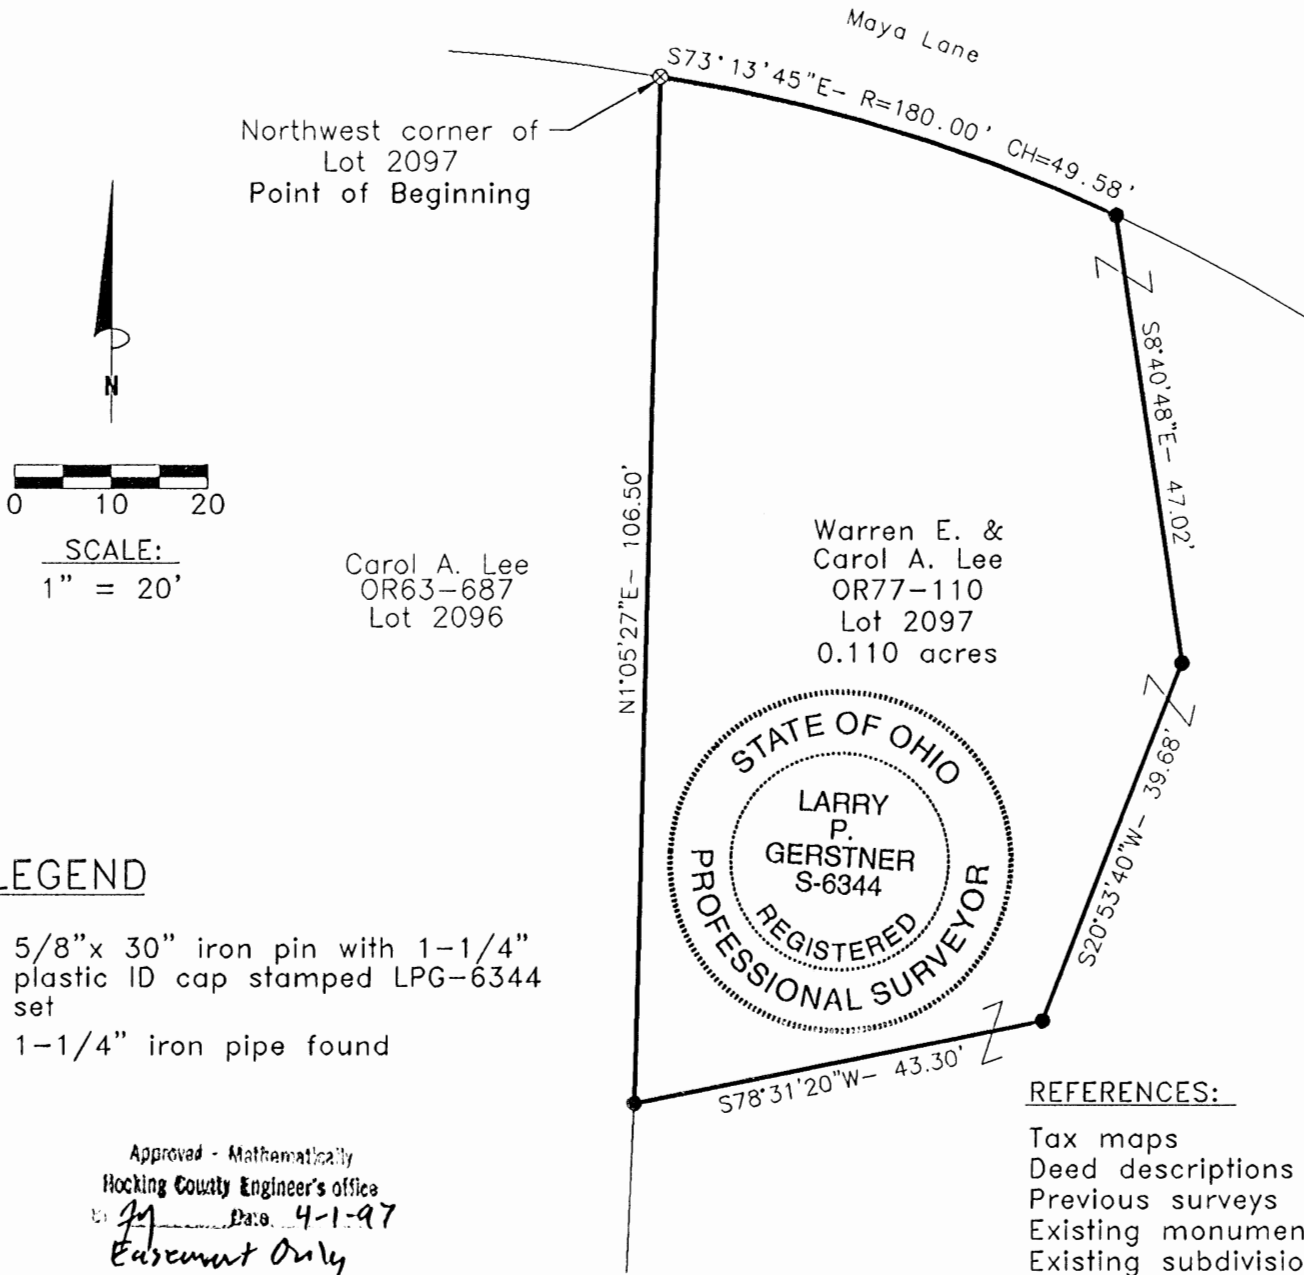 Maya Lane
S73°13'45"E- R=180.00' CH=49.58'
Northwest corner of
Lot 2097
Point of Beginning
N
0 10 20
SCALE:
1" = 20'
Carol A. Lee
OR63-687
Lot 2096
N1°05'27"E- 106.50'
S8°40'48"E- 47.02'
Warren E. &
Carol A. Lee
OR77-110
Lot 2097
0.110 acres
STATE OF OHIO
LARRY
P.
GERSTNER
S-6344
REGISTERED
PROFESSIONAL SURVEYOR
S20°53'40"W- 39.68'
S78°31'20"W- 43.30'
LEGEND
5/8"x 30" iron pin with 1-1/4"
plastic ID cap stamped LPG-6344
set
1-1/4" iron pipe found
Approved - Mathematically
Hocking County Engineer's office
Date 4-1-97
Easement Only
REFERENCES:
Tax maps
Deed descriptions
Previous surveys
Existing monumen
Existing subdivisio